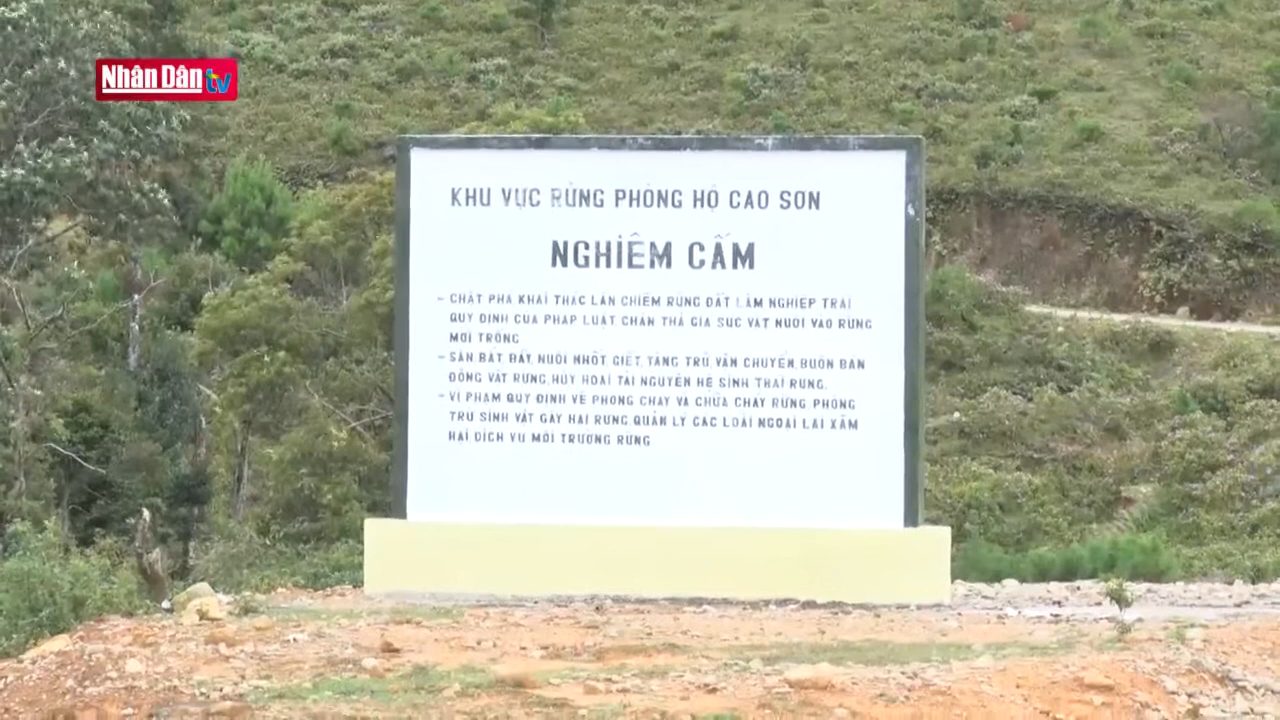 Nhân Dân tv
KHU VỰC RỪNG PHÒNG HỘ CAO SƠN
NGHIÊM CẤM
- CHẶT PHÁ KHAI THÁC LẤN CHIẾM RỪNG ĐẤT LÂM NGHIỆP TRÁI
QUY ĐỊNH CỦA PHÁP LUẬT CHĂN THẢ GIA SÚC VẬT NUÔI VÀO RỪNG
MỚI TRỒNG
- SĂN BẮT BẪY NUÔI NHỐT, GIẾT, TÀNG TRỮ, VẬN CHUYỂN, BUÔN BÁN
ĐỘNG VẬT RỪNG, HỦY HOẠI TÀI NGUYÊN HỆ SINH THÁI RỪNG.
- VI PHẠM QUY ĐỊNH VỀ PHÒNG CHÁY VÀ CHỮA CHÁY RỪNG PHÒNG
TRỪ SINH VẬT GÂY HẠI RỪNG QUẢN LÝ CÁC LOÀI NGOẠI LAI XÂM
HẠI DỊCH VỤ MÔI TRƯỜNG RỪNG